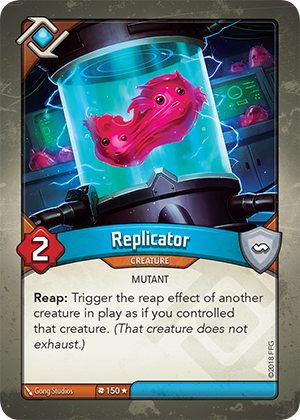 2
Replicator
CREATURE
MUTANT
Reap: Trigger the reap effect of another
creature in play as if you controlled
that creature. (That creature does not
exhaust.)
Gong Studios
150
©2018 FFG